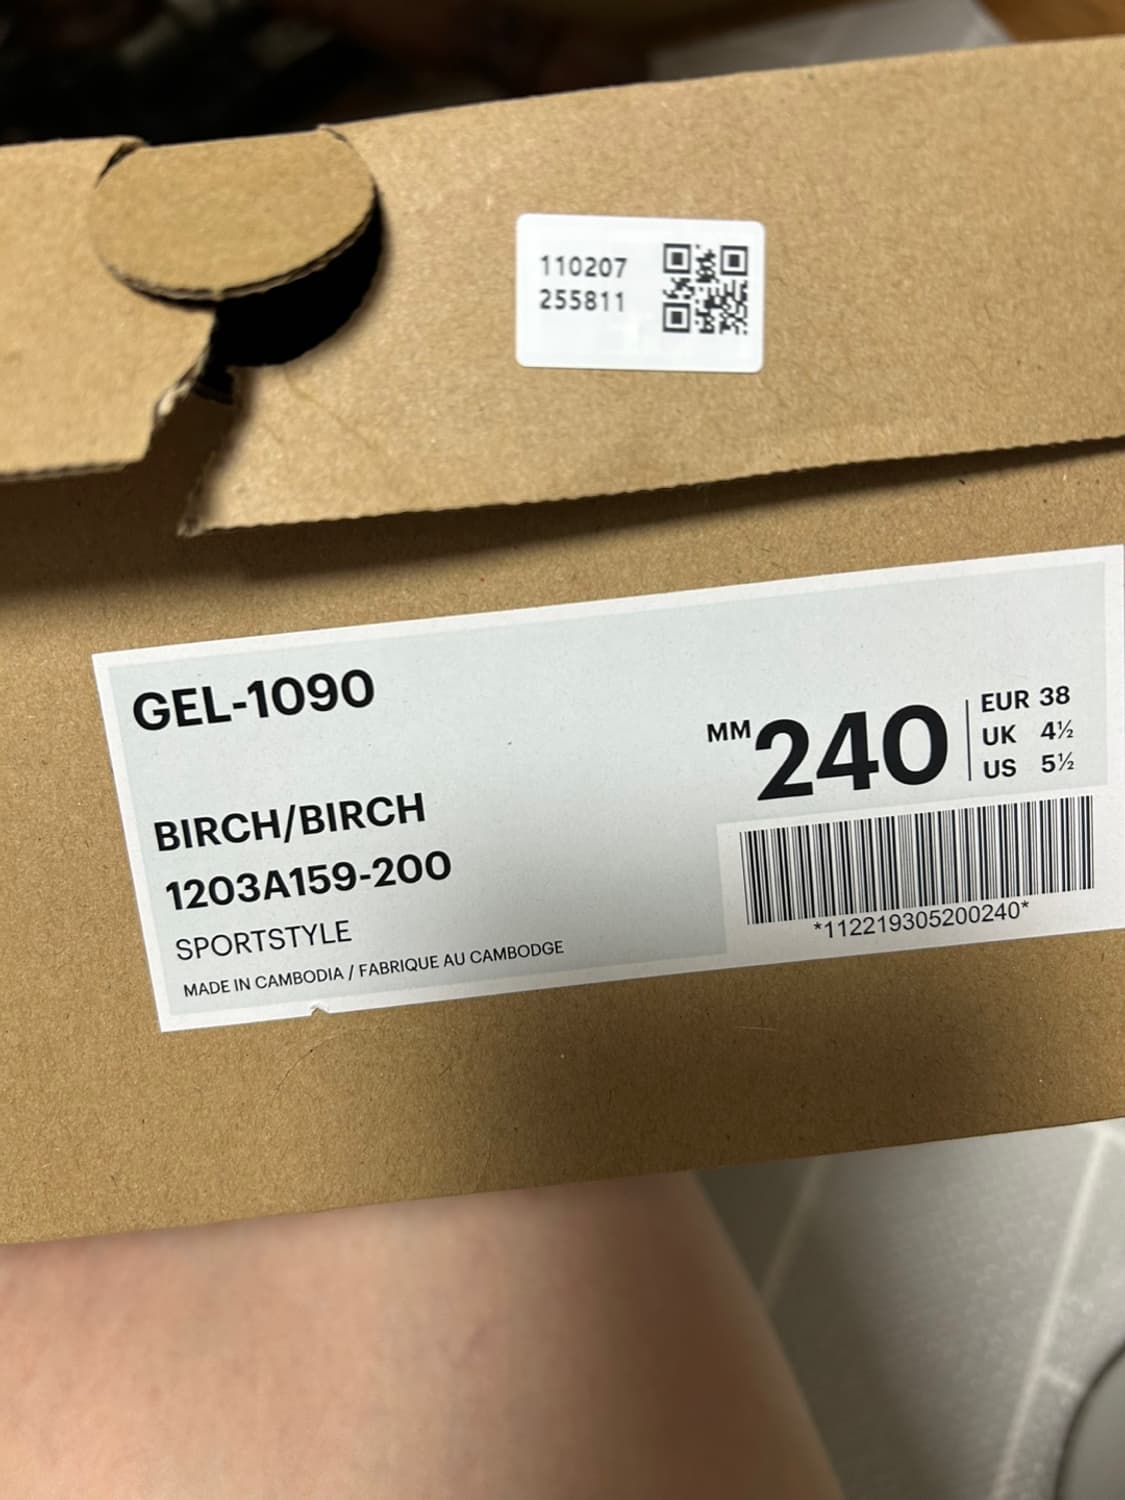 110207
255811
GEL-1090
BIRCH/BIRCH
1203A159-200
SPORTSTYLE
MADE IN CAMBODIA / FABRIQUE AU CAMBODGE
MM 240
EUR 38
UK 4½
US 5½
*112219305200240*